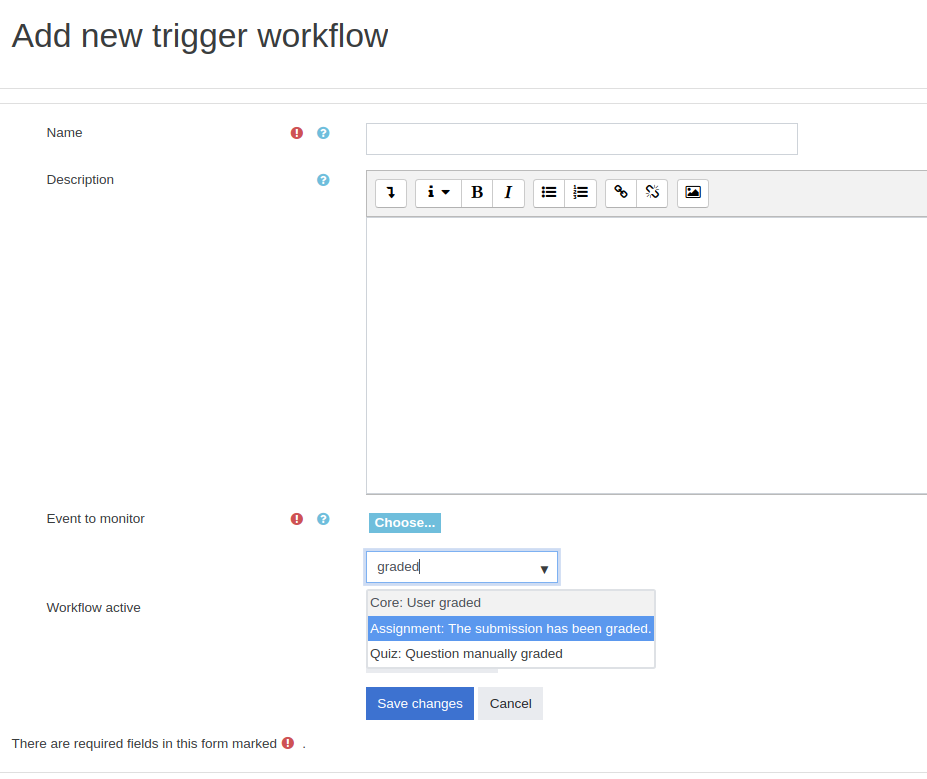 Add new trigger workflow
Name
Description
B I
Event to monitor
Choose...
graded
Workflow active
Core: User graded
Assignment: The submission has been graded.
Quiz: Question manually graded
Save changes Cancel
There are required fields in this form marked .